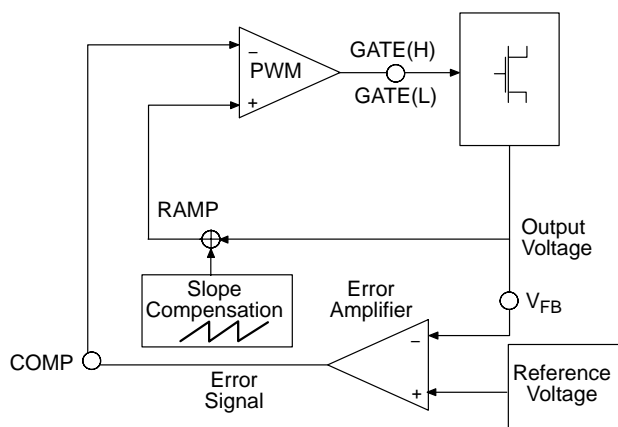 GATE(H)
−
PWM
+
GATE(L)
RAMP
Output
Voltage
Slope
Compensation
Error
Amplifier
VFB
−
COMP
+
Error
Signal
Reference
Voltage